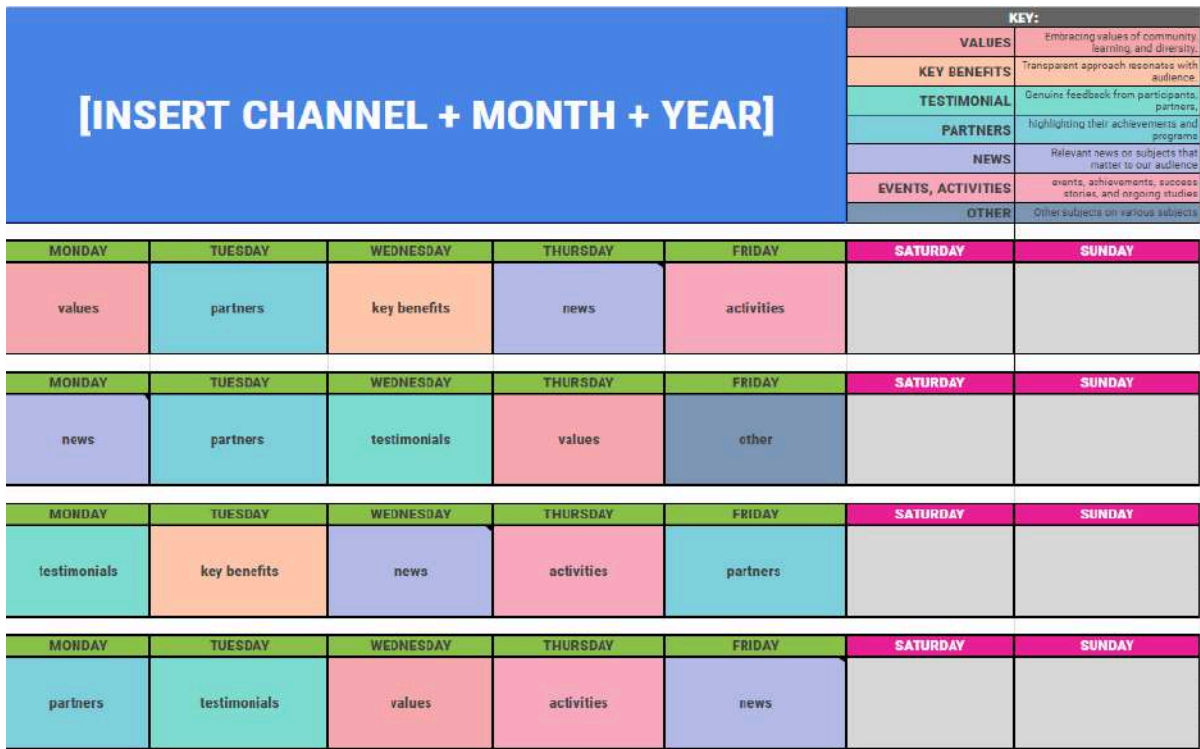 [INSERT CHANNEL + MONTH + YEAR]
KEY:
VALUES
Embracing values of community,
learning, and diversity.
KEY BENEFITS
Transparent approach resonates with
audience.
TESTIMONIAL
Genuine feedback from participants,
partners,
PARTNERS
highlighting their achievements and
programs
NEWS
Relevant news on subjects that
matter to our audience
EVENTS, ACTIVITIES
events, achievements, success
stories, and ongoing studies
OTHER
Other subjects on various subjects
MONDAY TUESDAY WEDNESDAY THURSDAY FRIDAY SATURDAY SUNDAY
values partners key benefits news activities
MONDAY TUESDAY WEDNESDAY THURSDAY FRIDAY SATURDAY SUNDAY
news partners testimonials values other
MONDAY TUESDAY WEDNESDAY THURSDAY FRIDAY SATURDAY SUNDAY
testimonials key benefits news activities partners
MONDAY TUESDAY WEDNESDAY THURSDAY FRIDAY SATURDAY SUNDAY
partners testimonials values activities news